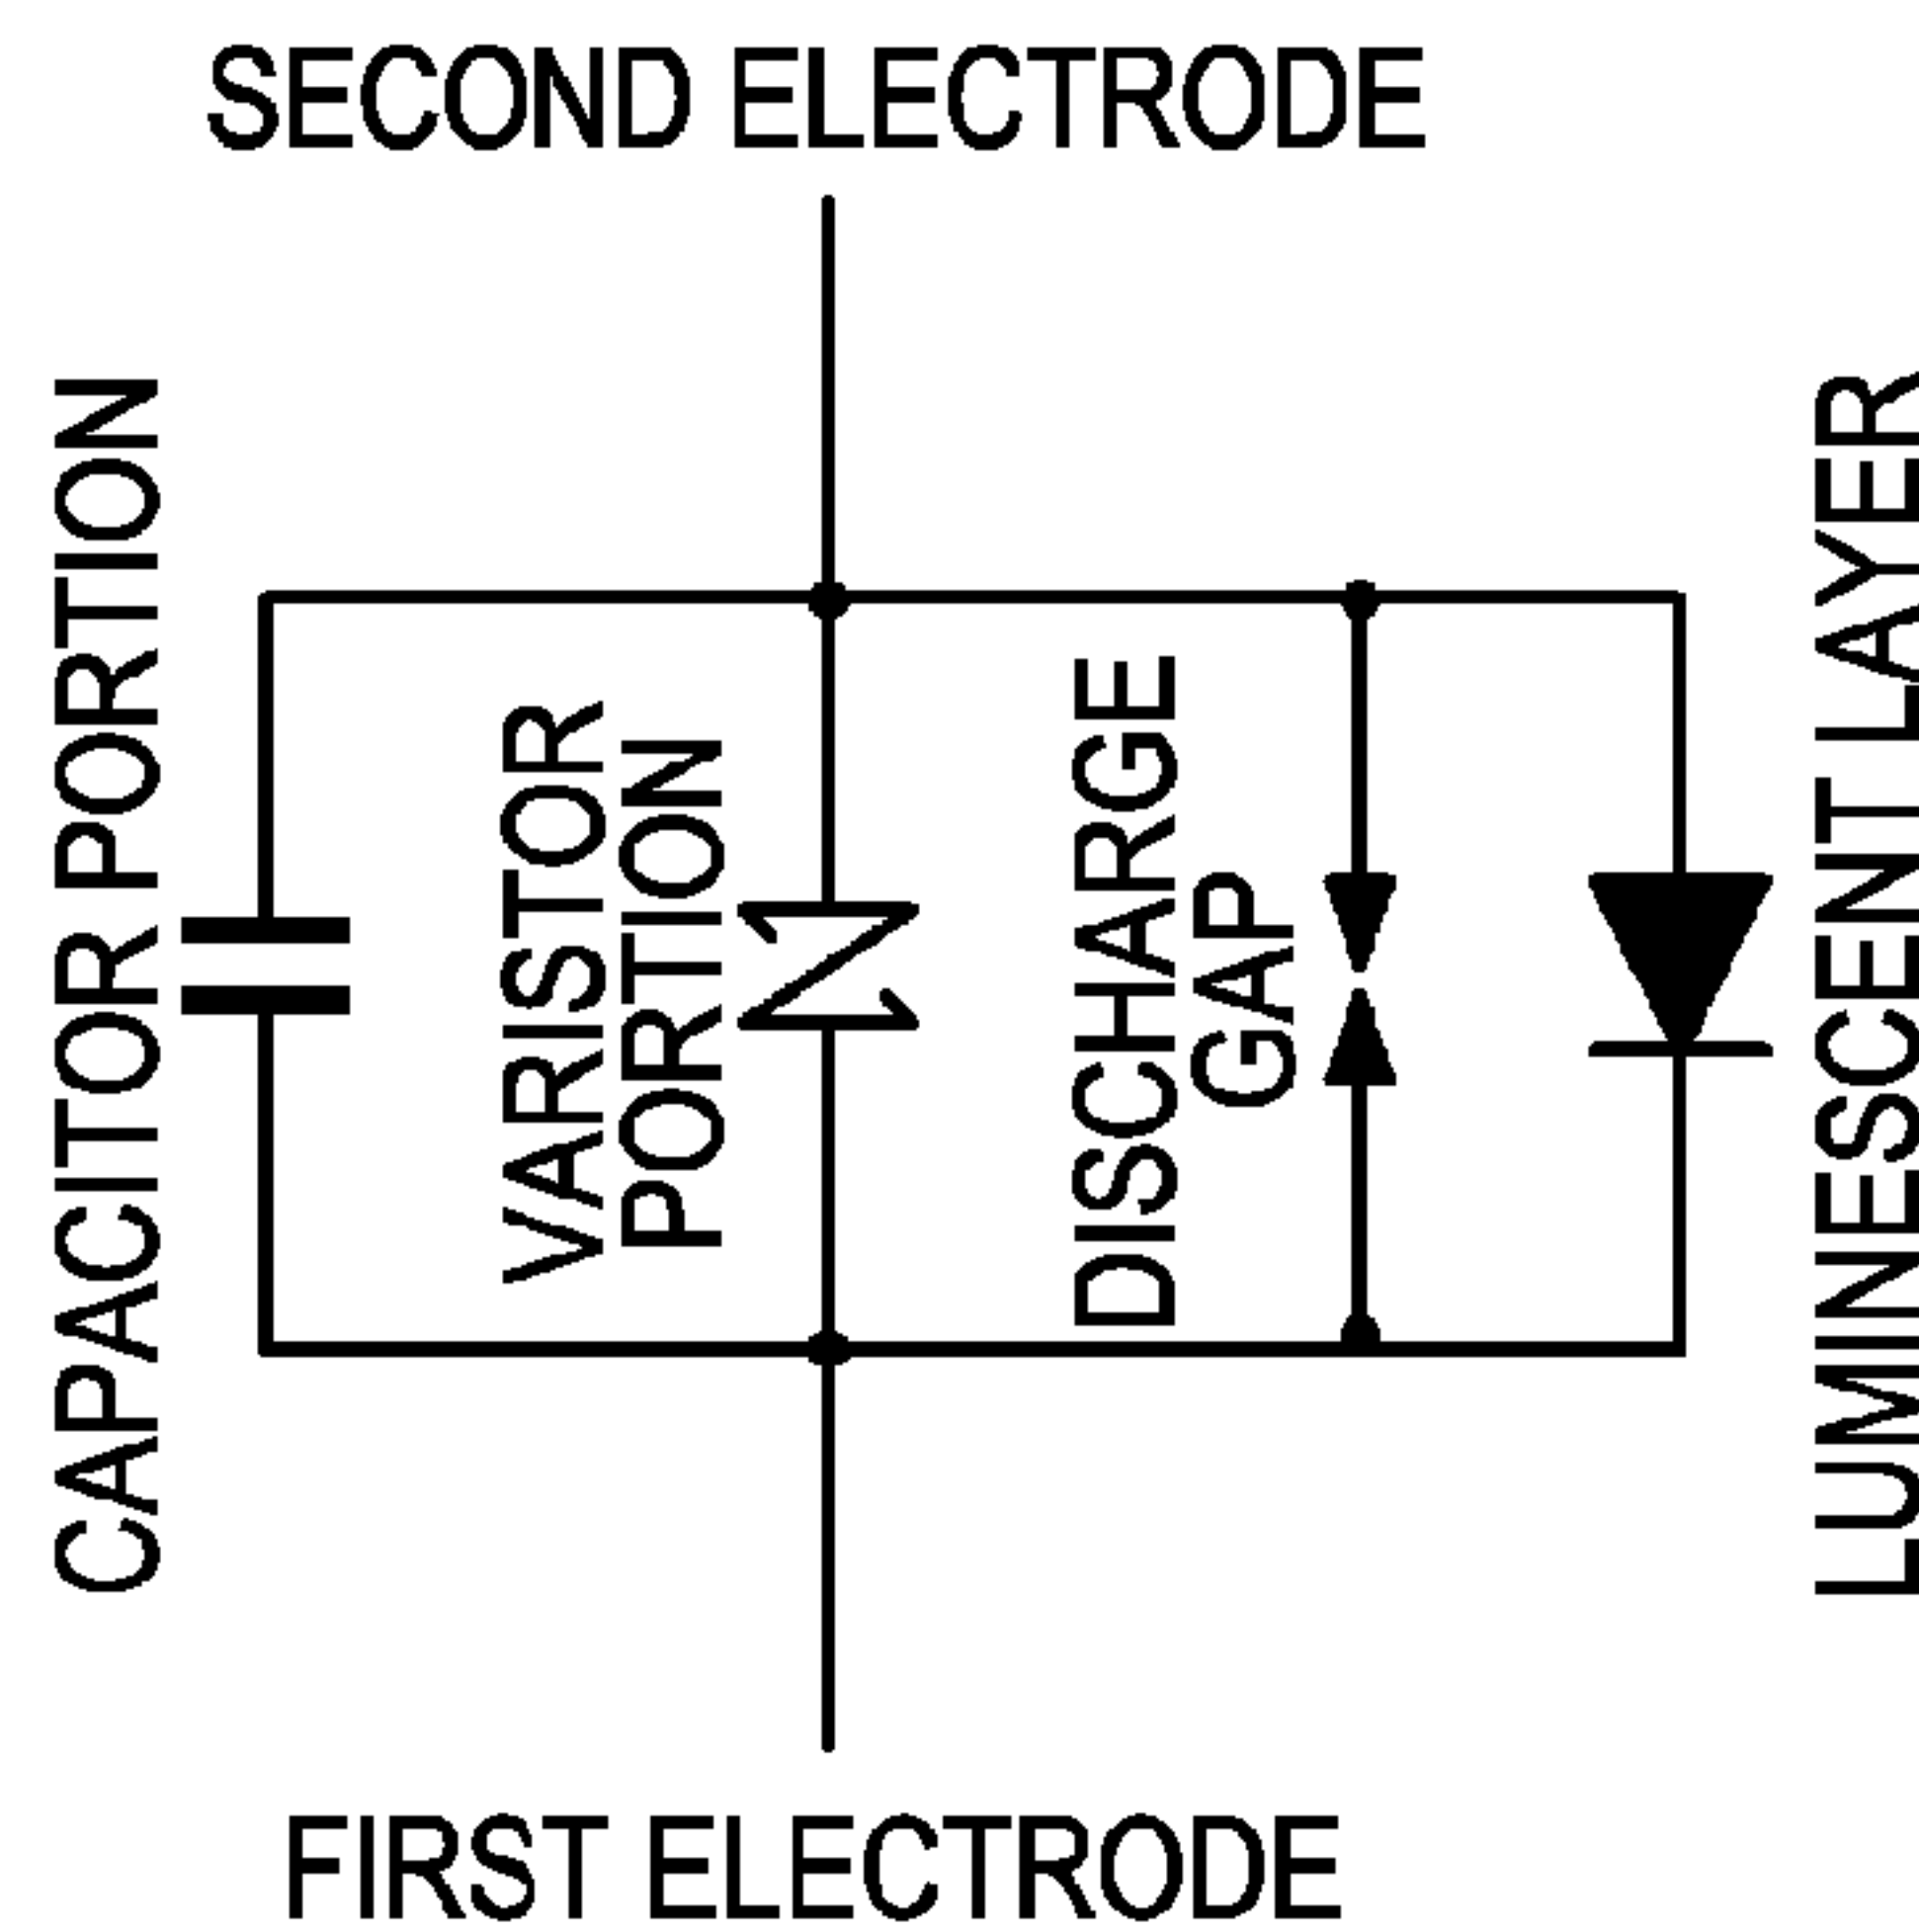 SECOND ELECTRODE
CAPACITOR PORTION
VARISTOR
PORTION
DISCHARGE
GAP
LUMINESCENT LAYER
FIRST ELECTRODE